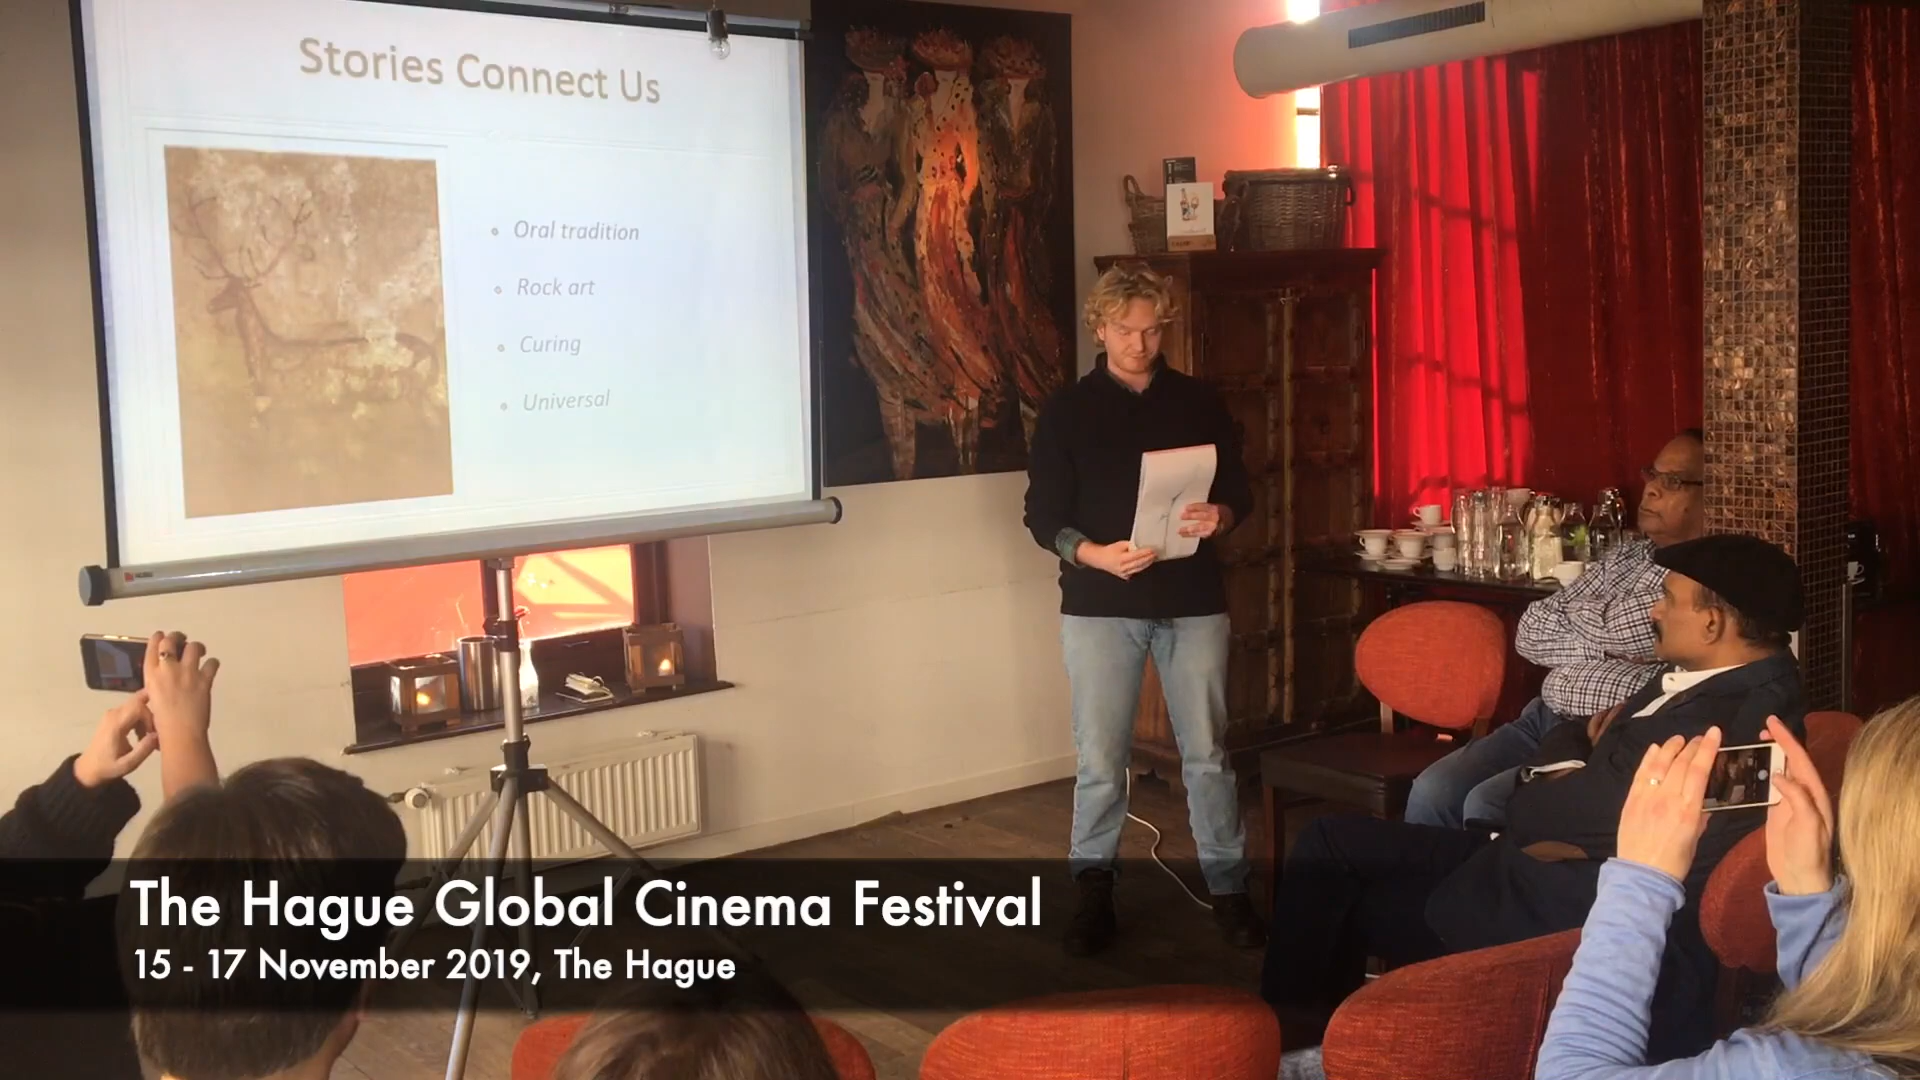 Stories Connect Us
Oral tradition
Rock art
Curing
Universal
The Hague Global Cinema Festival
15 - 17 November 2019, The Hague